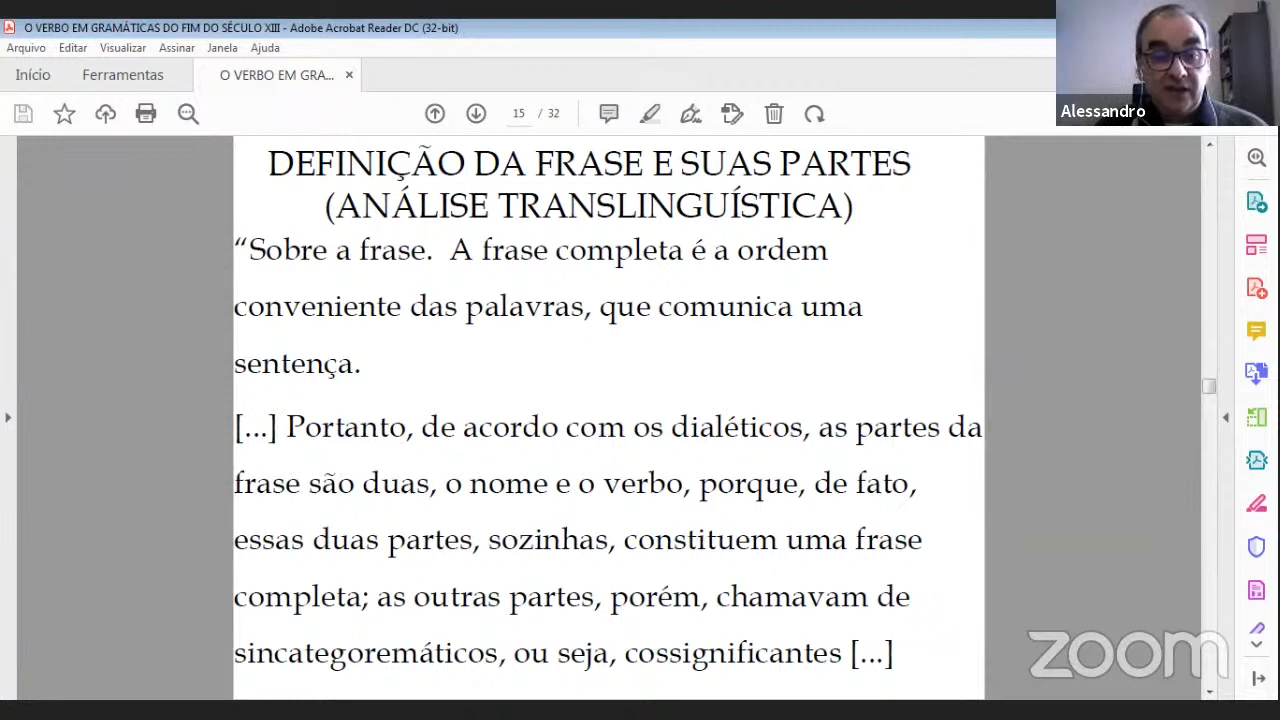 O VERBO EM GRAMÁTICAS DO FIM DO SÉCULO XIII - Adobe Acrobat Reader DC (32-bit)
Arquivo Editar Visualizar Assinar Janela Ajuda
Início Ferramentas O VERBO EM GRA... ×
15 / 32
Alessandro
DEFINIÇÃO DA FRASE E SUAS PARTES
(ANÁLISE TRANSLINGUÍSTICA)
“Sobre a frase.  A frase completa é a ordem
conveniente das palavras, que comunica uma
sentença.
[...] Portanto, de acordo com os dialéticos, as partes da
frase são duas, o nome e o verbo, porque, de fato,
essas duas partes, sozinhas, constituem uma frase
completa; as outras partes, porém, chamavam de
sincategoremáticos, ou seja, cossignificantes [...]
zoom